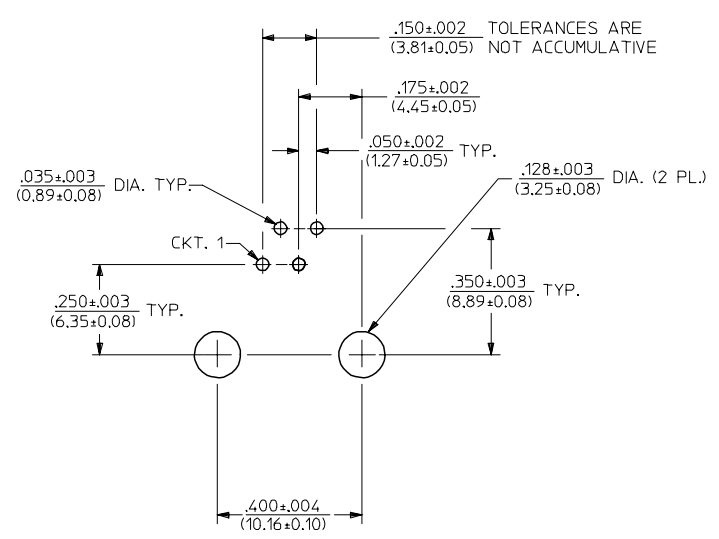 .150±.002 TOLERANCES ARE
(3.81±0.05) NOT ACCUMULATIVE
.175±.002
(4.45±0.05)
.050±.002 TYP.
(1.27±0.05)
.035±.003 DIA. TYP.
(0.89±0.08)
.128±.003 DIA. (2 PL.)
(3.25±0.08)
CKT. 1
.250±.003 TYP.
(6.35±0.08)
.350±.003 TYP.
(8.89±0.08)
.400±.004
(10.16±0.10)